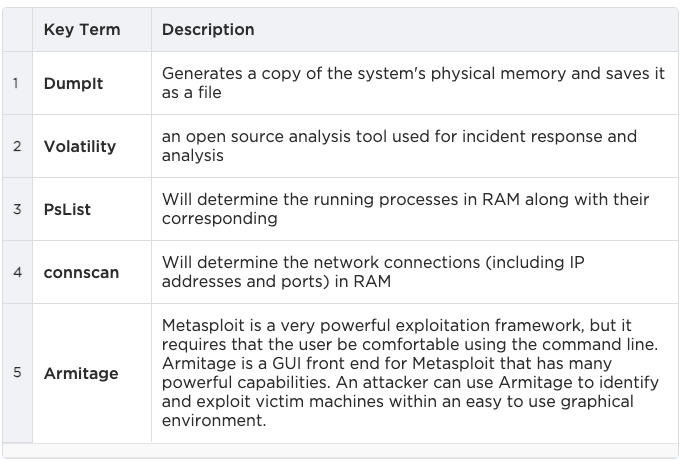 Key Term Description
1 DumpIt Generates a copy of the system's physical memory and saves it
as a file
2 Volatility an open source analysis tool used for incident response and
analysis
3 PsList Will determine the running processes in RAM along with their
corresponding
4 connscan Will determine the network connections (including IP
addresses and ports) in RAM
5 Armitage Metasploit is a very powerful exploitation framework, but it
requires that the user be comfortable using the command line.
Armitage is a GUI front end for Metasploit that has many
powerful capabilities. An attacker can use Armitage to identify
and exploit victim machines within an easy to use graphical
environment.